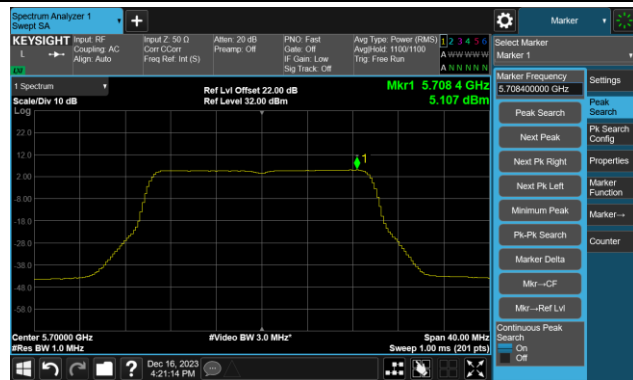 Spectrum Analyzer 1
Swept SA
+
Marker
KEYSIGHT
L
Input: RF
Coupling: AC
Align: Auto
Input Z: 50 Ω
Corr CCorr
Freq Ref: Int (S)
Atten: 20 dB
Preamp: Off
PNO: Fast
Gate: Off
IF Gain: Low
Sig Track: Off
Avg Type: Power (RMS)
Avg|Hold: 1100/1100
Trig: Free Run
1 2 3 4 5 6
A W W W W W
A N N N N N
Select Marker
Marker 1
1 Spectrum
Scale/Div 10 dB
Log
Ref Lvl Offset 22.00 dB
Ref Level 32.00 dBm
Mkr1 5.708 4 GHz
5.107 dBm
22.0
12.0
2.00
-8.00
-18.0
-28.0
-38.0
-48.0
-58.0
1
Center 5.70000 GHz
#Res BW 1.0 MHz
#Video BW 3.0 MHz*
Span 40.00 MHz
Sweep 1.00 ms (201 pts)
Marker Frequency
5.708400000 GHz
Peak Search
Next Peak
Next Pk Right
Next Pk Left
Minimum Peak
Pk-Pk Search
Marker Delta
Mkr→CF
Mkr→Ref Lvl
Continuous Peak
Search
On
Off
Settings
Peak
Search
Pk Search
Config
Properties
Marker
Function
Marker→
Counter
?
Dec 16, 2023
4:21:14 PM